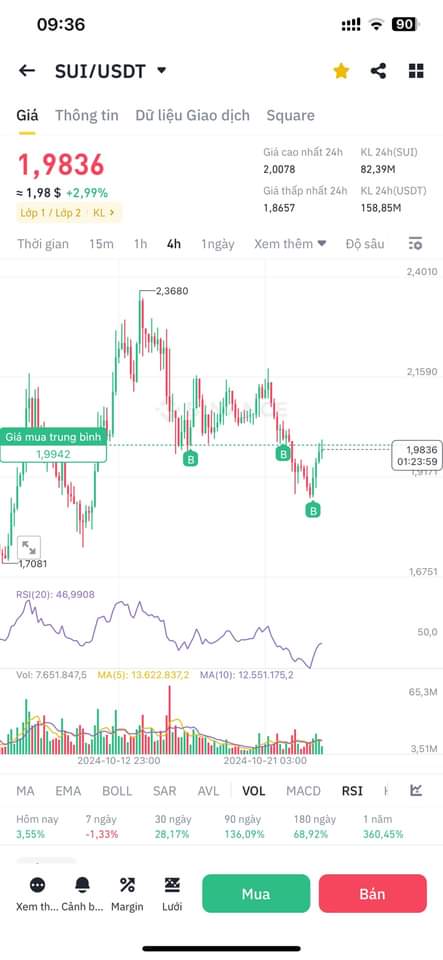 09:36
90
SUI/USDT
Giá Thông tin Dữ liệu Giao dịch Square
1,9836
≈ 1,98 $ +2,99%
Lớp 1 / Lớp 2 KL >
Giá cao nhất 24h
2,0078
KL 24h(SUI)
82,39M
Giá thấp nhất 24h
1,8657
KL 24h(USDT)
158,85M
Thời gian 15m 1h 4h 1ngày Xem thêm Độ sâu
2,4010
2,3680
2,1590
Giá mua trung bình
1,9942
B
B
B
1,9836
01:23:59
1,9171
1,7081
1,6751
RSI(20): 46,9908
50,0
Vol: 7.651.847,5 MA(5): 13.622.837,2 MA(10): 12.551.175,2
65,3M
3,51M
2024-10-12 23:00 2024-10-21 03:00
MA EMA BOLL SAR AVL VOL MACD RSI
Hôm nay 7 ngày 30 ngày 90 ngày 180 ngày 1 năm
3,55% -1,33% 28,17% 136,09% 68,92% 360,45%
Xem th... Cảnh b... Margin Lưới
Mua
Bán